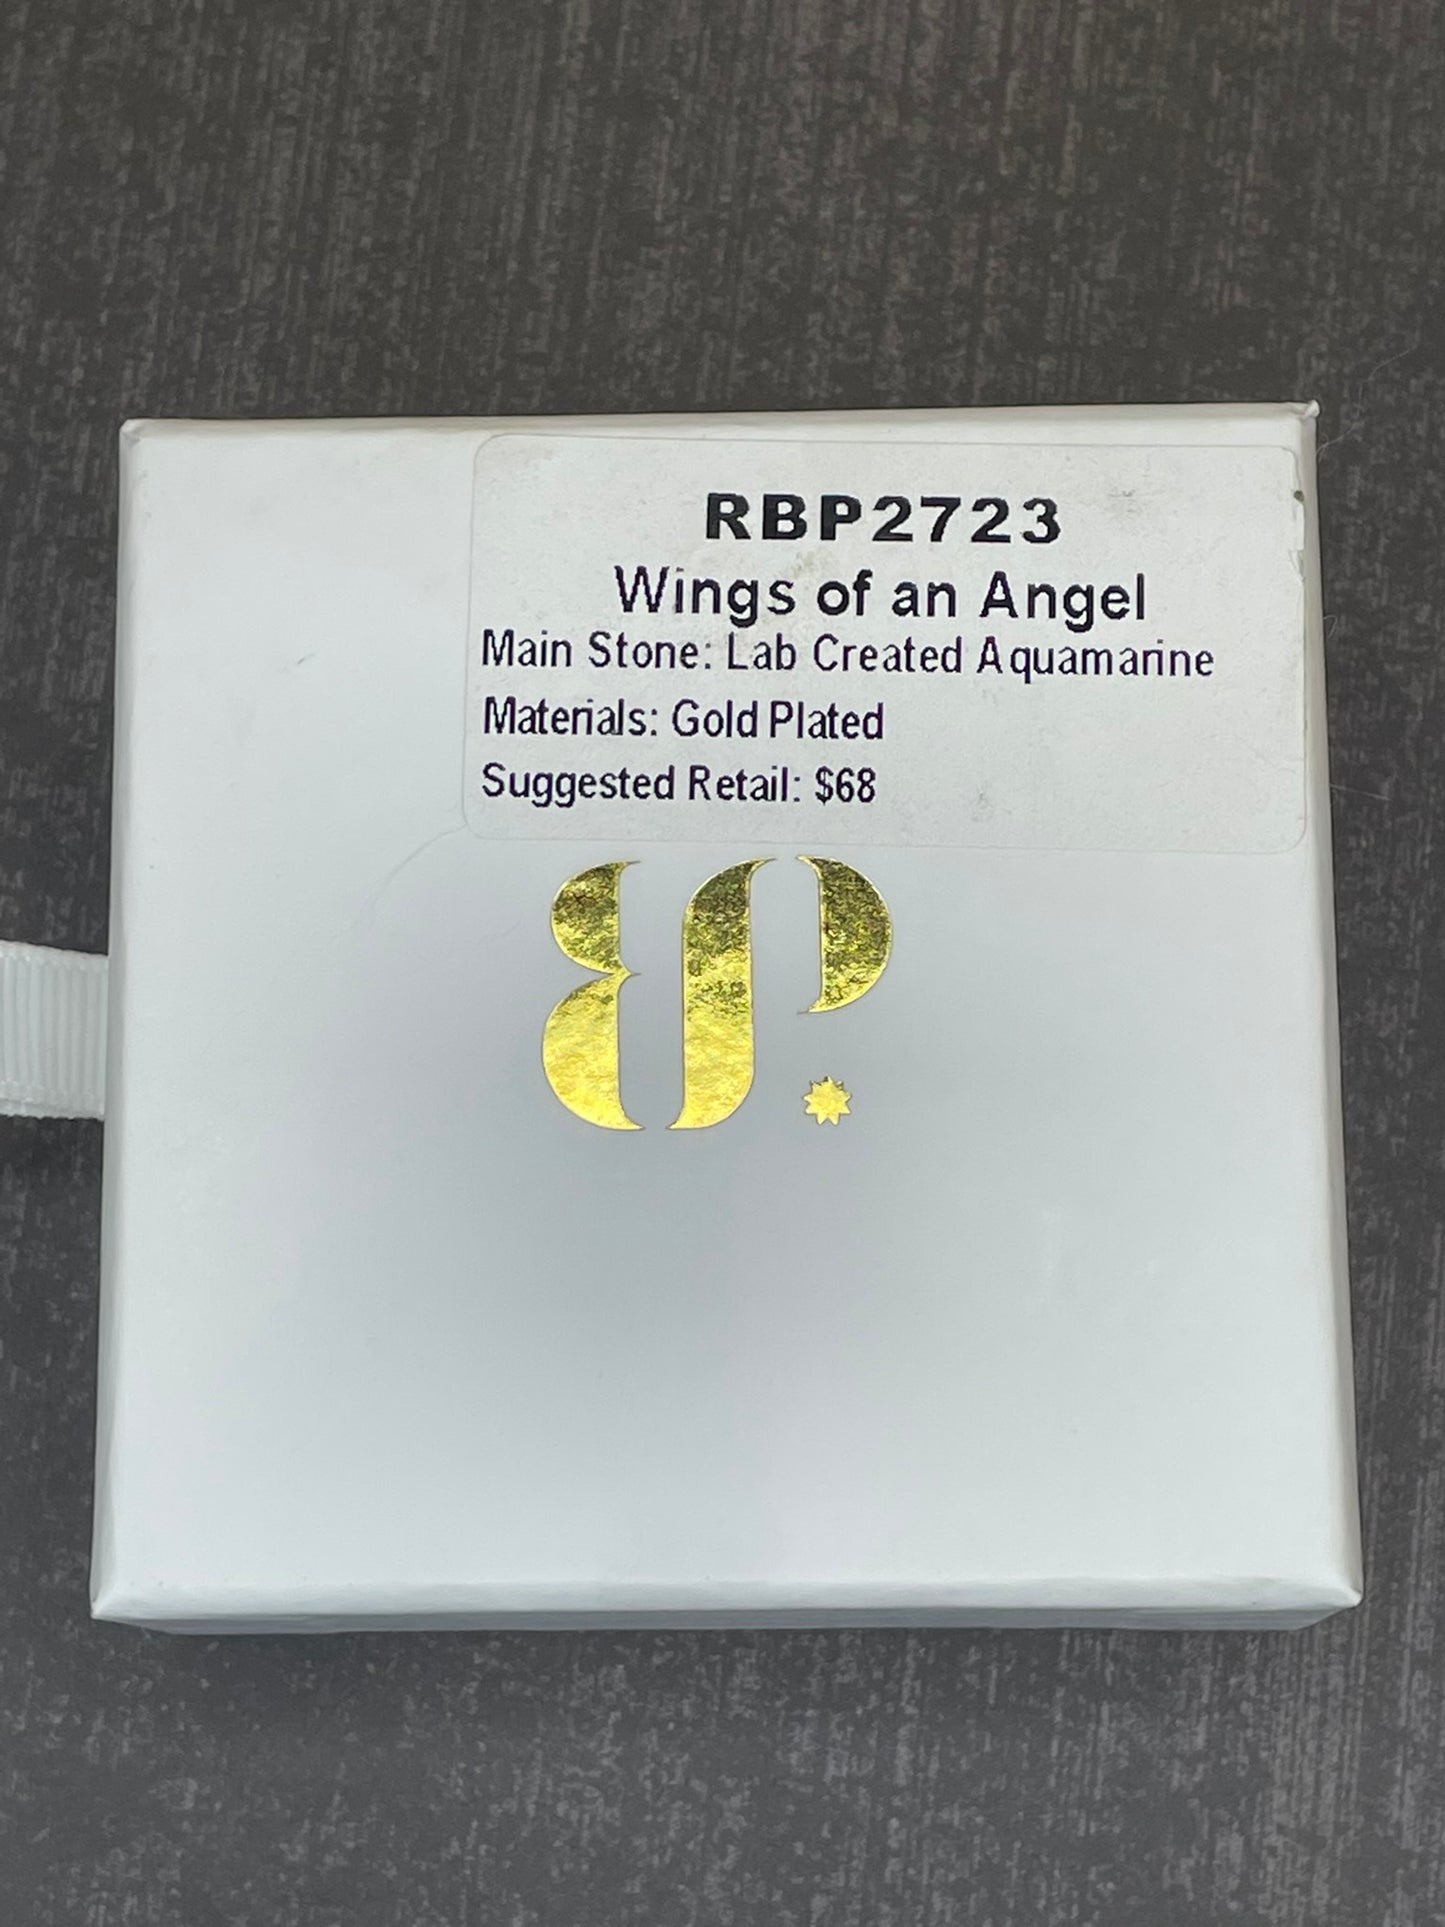 RBP2723
Wings of an Angel
Main Stone: Lab Created Aquamarine
Materials: Gold Plated
Suggested Retail: $68
BP